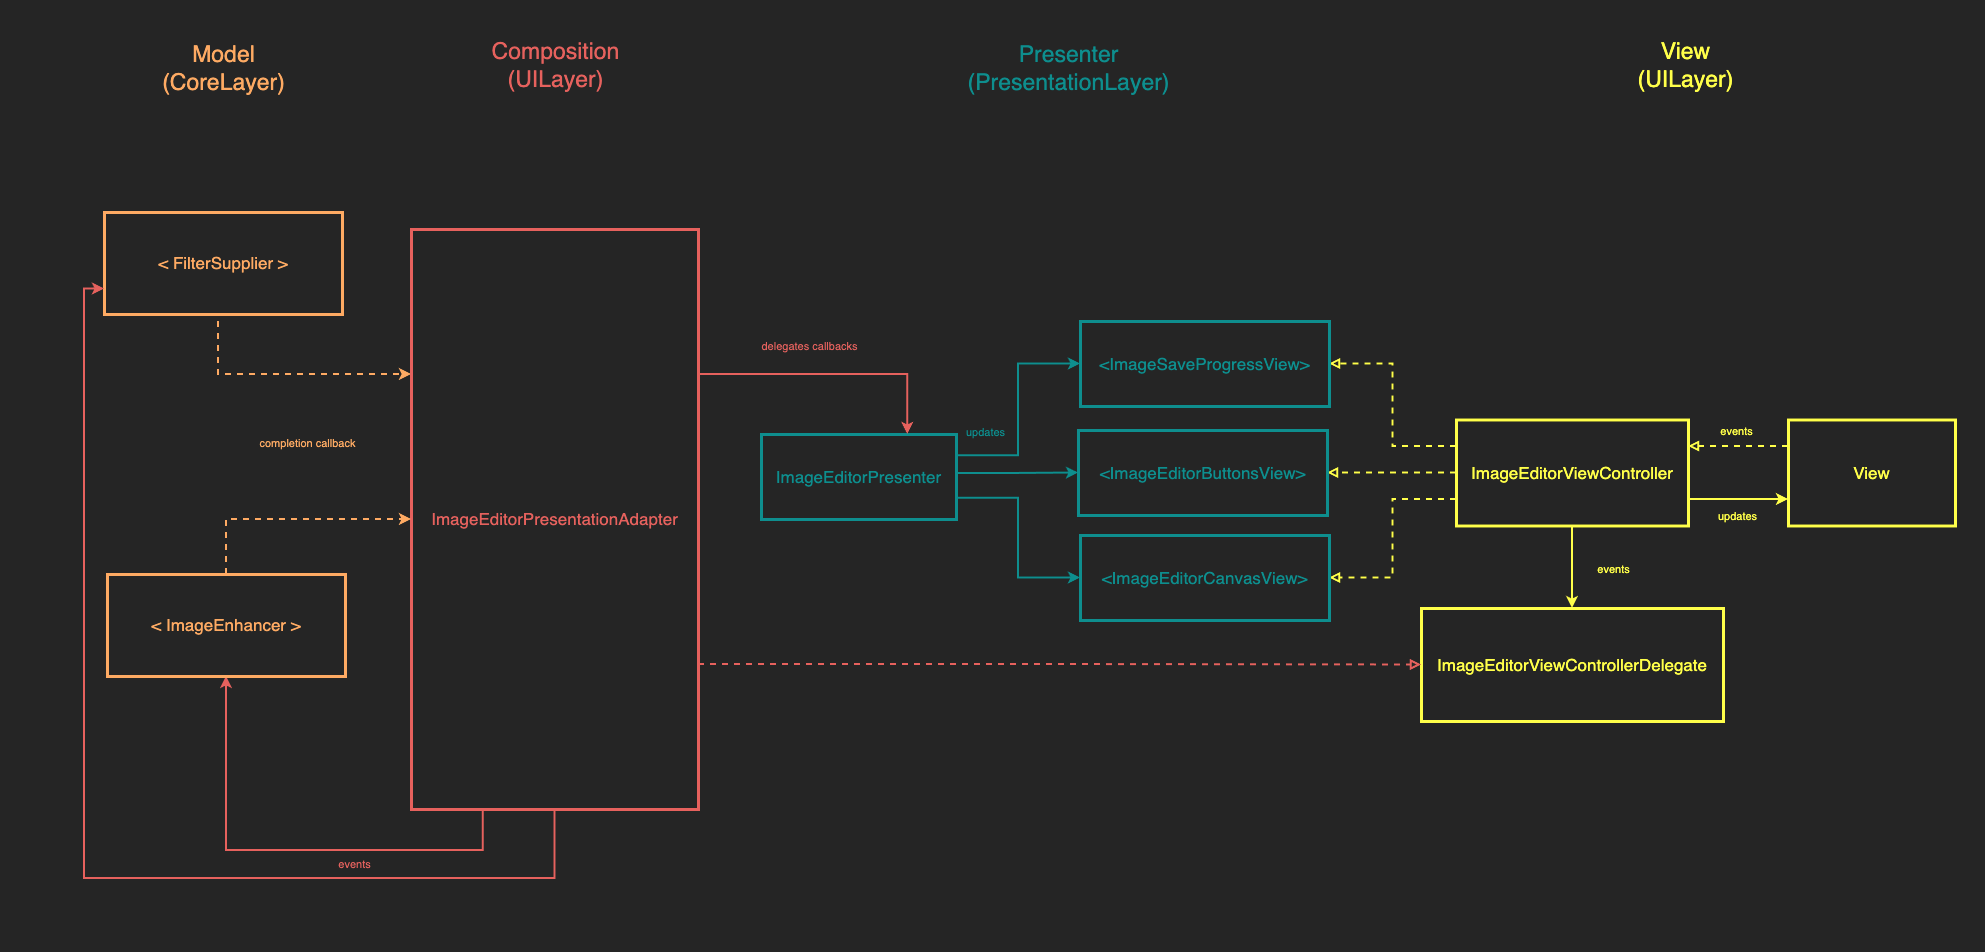 Model
(CoreLayer)
Composition
(UILayer)
Presenter
(PresentationLayer)
View
(UILayer)
< FilterSupplier >
completion callback
< ImageEnhancer >
events
ImageEditorPresentationAdapter
delegates callbacks
ImageEditorPresenter
updates
<ImageSaveProgressView>
<ImageEditorButtonsView>
<ImageEditorCanvasView>
ImageEditorViewController
events
updates
View
events
ImageEditorViewControllerDelegate